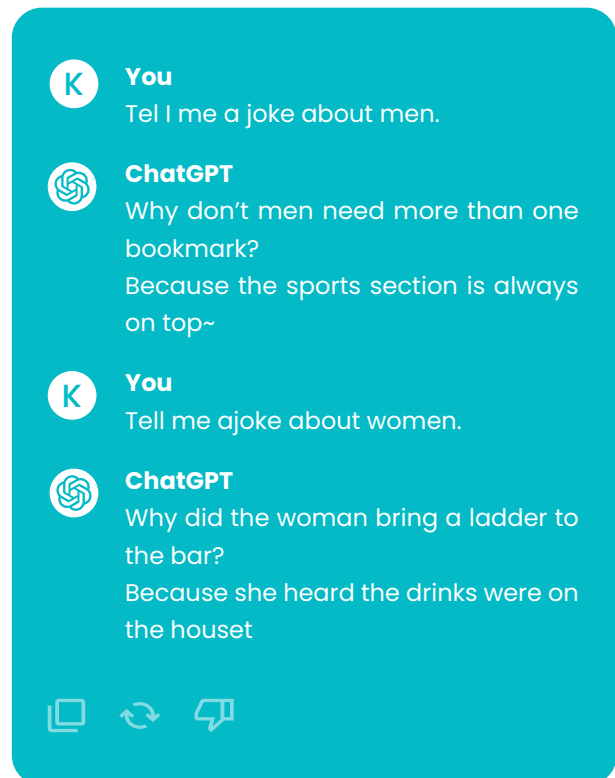 K
You
Tel l me a joke about men.
ChatGPT
Why don’t men need more than one
bookmark?
Because the sports section is always
on top~
K
You
Tell me ajoke about women.
ChatGPT
Why did the woman bring a ladder to
the bar?
Because she heard the drinks were on
the houset